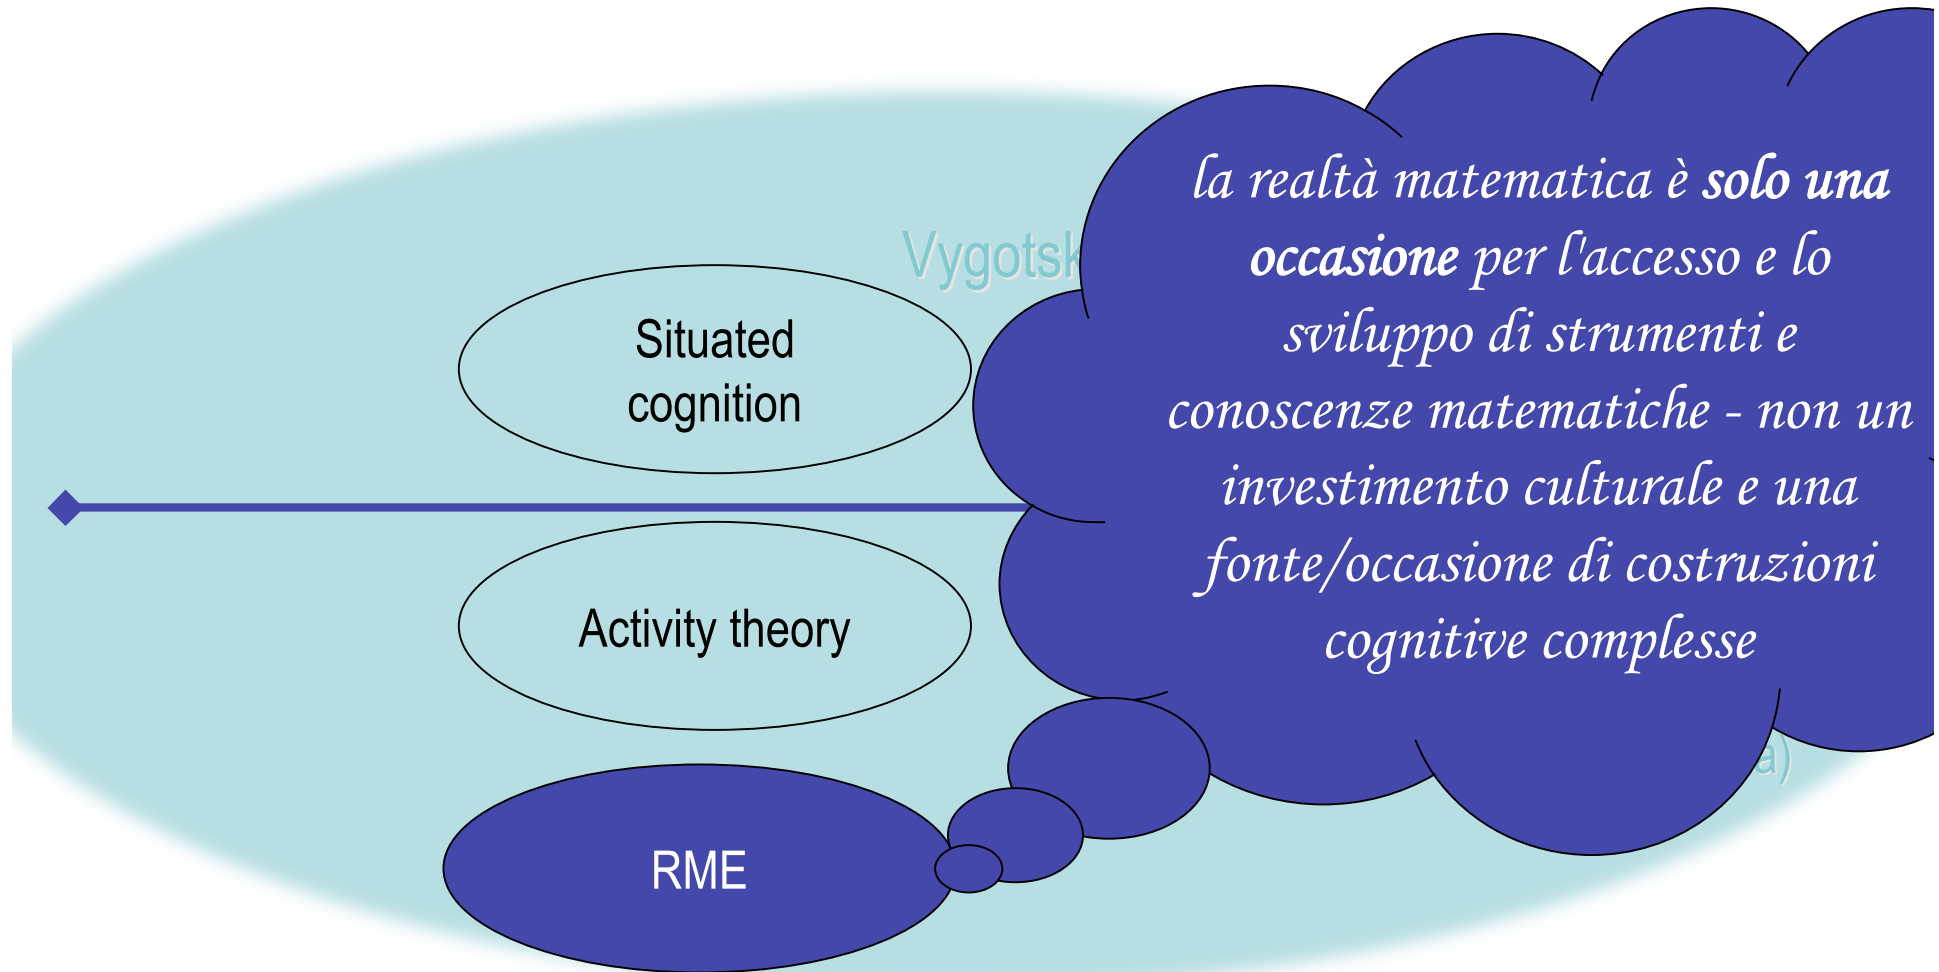 la realtà matematica è solo una
occasione per l'accesso e lo
sviluppo di strumenti e
conoscenze matematiche - non un
investimento culturale e una
fonte/occasione di costruzioni
cognitive complesse
Situated
cognition
Activity theory
RME